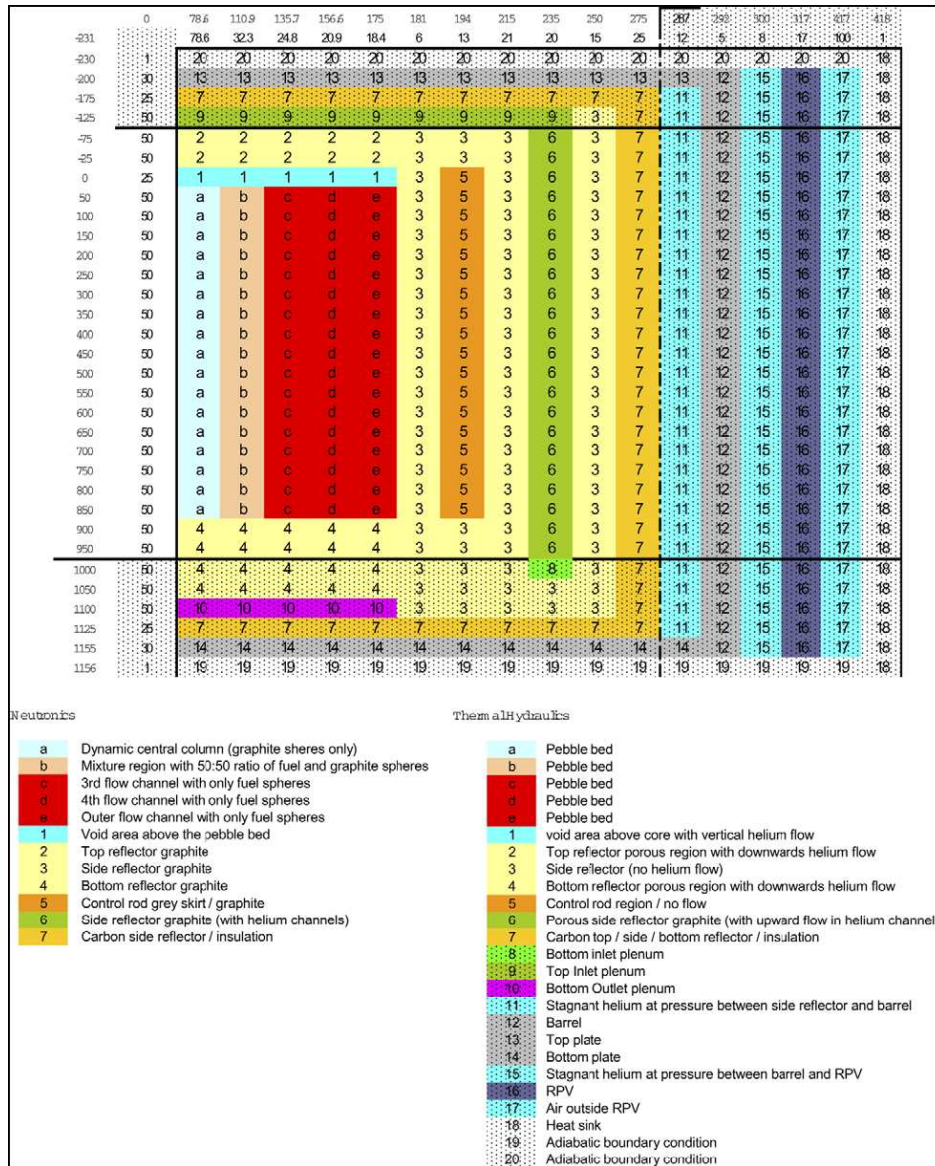 0 78.6 110.9 135.7 156.6 175 181 194 215 235 250 275 287 292 300 317 417 418
-231 78.6 32.3 24.8 20.9 18.4 6 13 21 20 15 25 12 5 8 17 100 1
-230 1 20 20 20 20 20 20 20 20 20 20 20 20 20 20 20 20 18
-200 30 13 13 13 13 13 13 13 13 13 13 13 13 12 15 16 17 18
-175 25 7 7 7 7 7 7 7 7 7 7 7 11 12 15 16 17 18
-125 50 9 9 9 9 9 9 9 9 9 3 7 11 12 15 16 17 18
-75 50 2 2 2 2 2 3 3 3 6 3 7 11 12 15 16 17 18
-25 50 2 2 2 2 2 3 3 3 6 3 7 11 12 15 16 17 18
0 25 1 1 1 1 1 3 5 3 6 3 7 11 12 15 16 17 18
50 50 a b c d e 3 5 3 6 3 7 11 12 15 16 17 18
100 50 a b c d e 3 5 3 6 3 7 11 12 15 16 17 18
150 50 a b c d e 3 5 3 6 3 7 11 12 15 16 17 18
200 50 a b c d e 3 5 3 6 3 7 11 12 15 16 17 18
250 50 a b c d e 3 5 3 6 3 7 11 12 15 16 17 18
300 50 a b c d e 3 5 3 6 3 7 11 12 15 16 17 18
350 50 a b c d e 3 5 3 6 3 7 11 12 15 16 17 18
400 50 a b c d e 3 5 3 6 3 7 11 12 15 16 17 18
450 50 a b c d e 3 5 3 6 3 7 11 12 15 16 17 18
500 50 a b c d e 3 5 3 6 3 7 11 12 15 16 17 18
550 50 a b c d e 3 5 3 6 3 7 11 12 15 16 17 18
600 50 a b c d e 3 5 3 6 3 7 11 12 15 16 17 18
650 50 a b c d e 3 5 3 6 3 7 11 12 15 16 17 18
700 50 a b c d e 3 5 3 6 3 7 11 12 15 16 17 18
750 50 a b c d e 3 5 3 6 3 7 11 12 15 16 17 18
800 50 a b c d e 3 5 3 6 3 7 11 12 15 16 17 18
850 50 a b c d e 3 5 3 6 3 7 11 12 15 16 17 18
900 50 4 4 4 4 4 3 3 3 6 3 7 11 12 15 16 17 18
950 50 4 4 4 4 4 3 3 3 6 3 7 11 12 15 16 17 18
1000 50 4 4 4 4 4 3 3 3 8 3 7 11 12 15 16 17 18
1050 50 4 4 4 4 4 3 3 3 3 3 7 11 12 15 16 17 18
1100 50 10 10 10 10 10 3 3 3 3 3 7 11 12 15 16 17 18
1125 25 7 7 7 7 7 7 7 7 7 7 7 11 12 15 16 17 18
1155 30 14 14 14 14 14 14 14 14 14 14 14 14 12 15 16 17 18
1156 1 19 19 19 19 19 19 19 19 19 19 19 19 19 19 19 19 18
Neutronics
a Dynamic central column (graphite sheres only)
b Mixture region with 50:50 ratio of fuel and graphite spheres
c 3rd flow channel with only fuel spheres
d 4th flow channel with only fuel spheres
e Outer flow channel with only fuel spheres
1 Void area above the pebble bed
2 Top reflector graphite
3 Side reflector graphite
4 Bottom reflector graphite
5 Control rod grey skirt / graphite
6 Side reflector graphite (with helium channels)
7 Carbon side reflector / insulation
Thermal Hydraulics
a Pebble bed
b Pebble bed
c Pebble bed
d Pebble bed
e Pebble bed
1 void area above core with vertical helium flow
2 Top reflector porous region with downwards helium flow
3 Side reflector (no helium flow)
4 Bottom reflector porous region with downwards helium flow
5 Control rod region / no flow
6 Porous side reflector graphite (with upward flow in helium channel
7 Carbon top / side / bottom reflector / insulation
8 Bottom inlet plenum
9 Top Inlet plenum
10 Bottom Outlet plenum
11 Stagnant helium at pressure between side reflector and barrel
12 Barrel
13 Top plate
14 Bottom plate
15 Stagnant helium at pressure between barrel and RPV
16 RPV
17 Air outside RPV
18 Heat sink
19 Adiabatic boundary condition
20 Adiabatic boundary condition